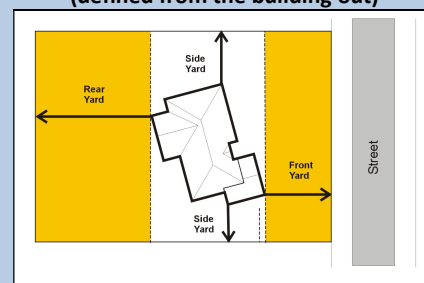 (defined from the building out)
Side
Yard
Rear
Yard
Front
Yard
Street
Side
Yard